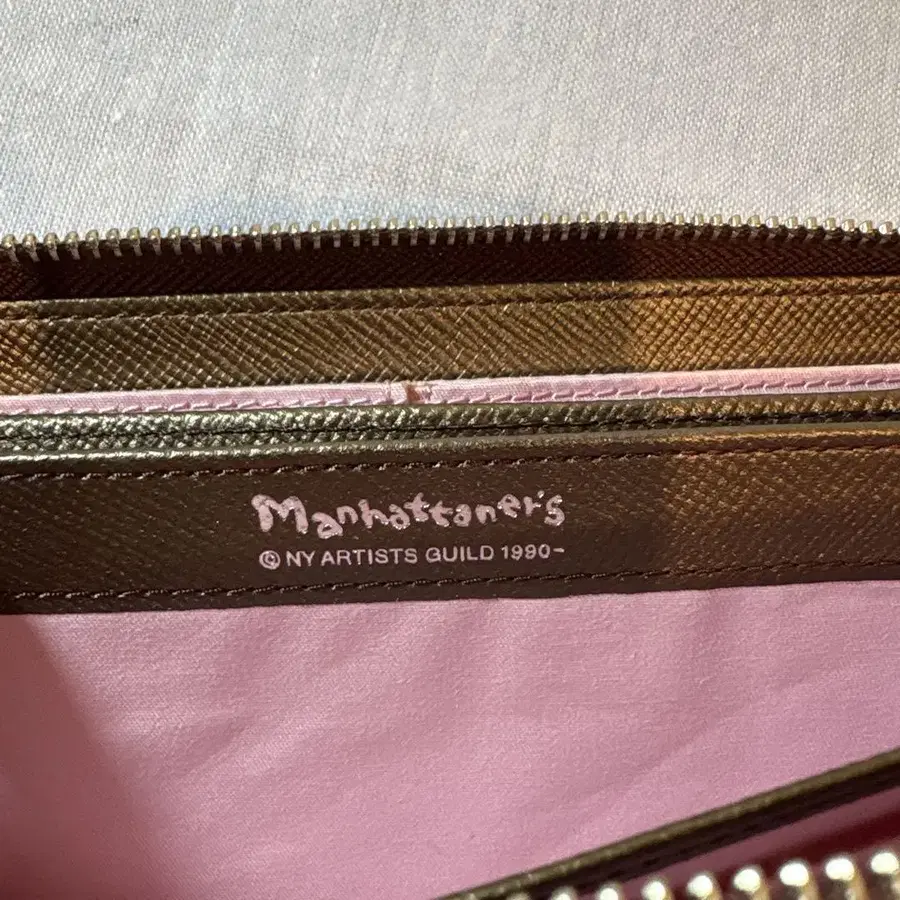 Manhattaner's
© NY ARTISTS GUILD 1990-